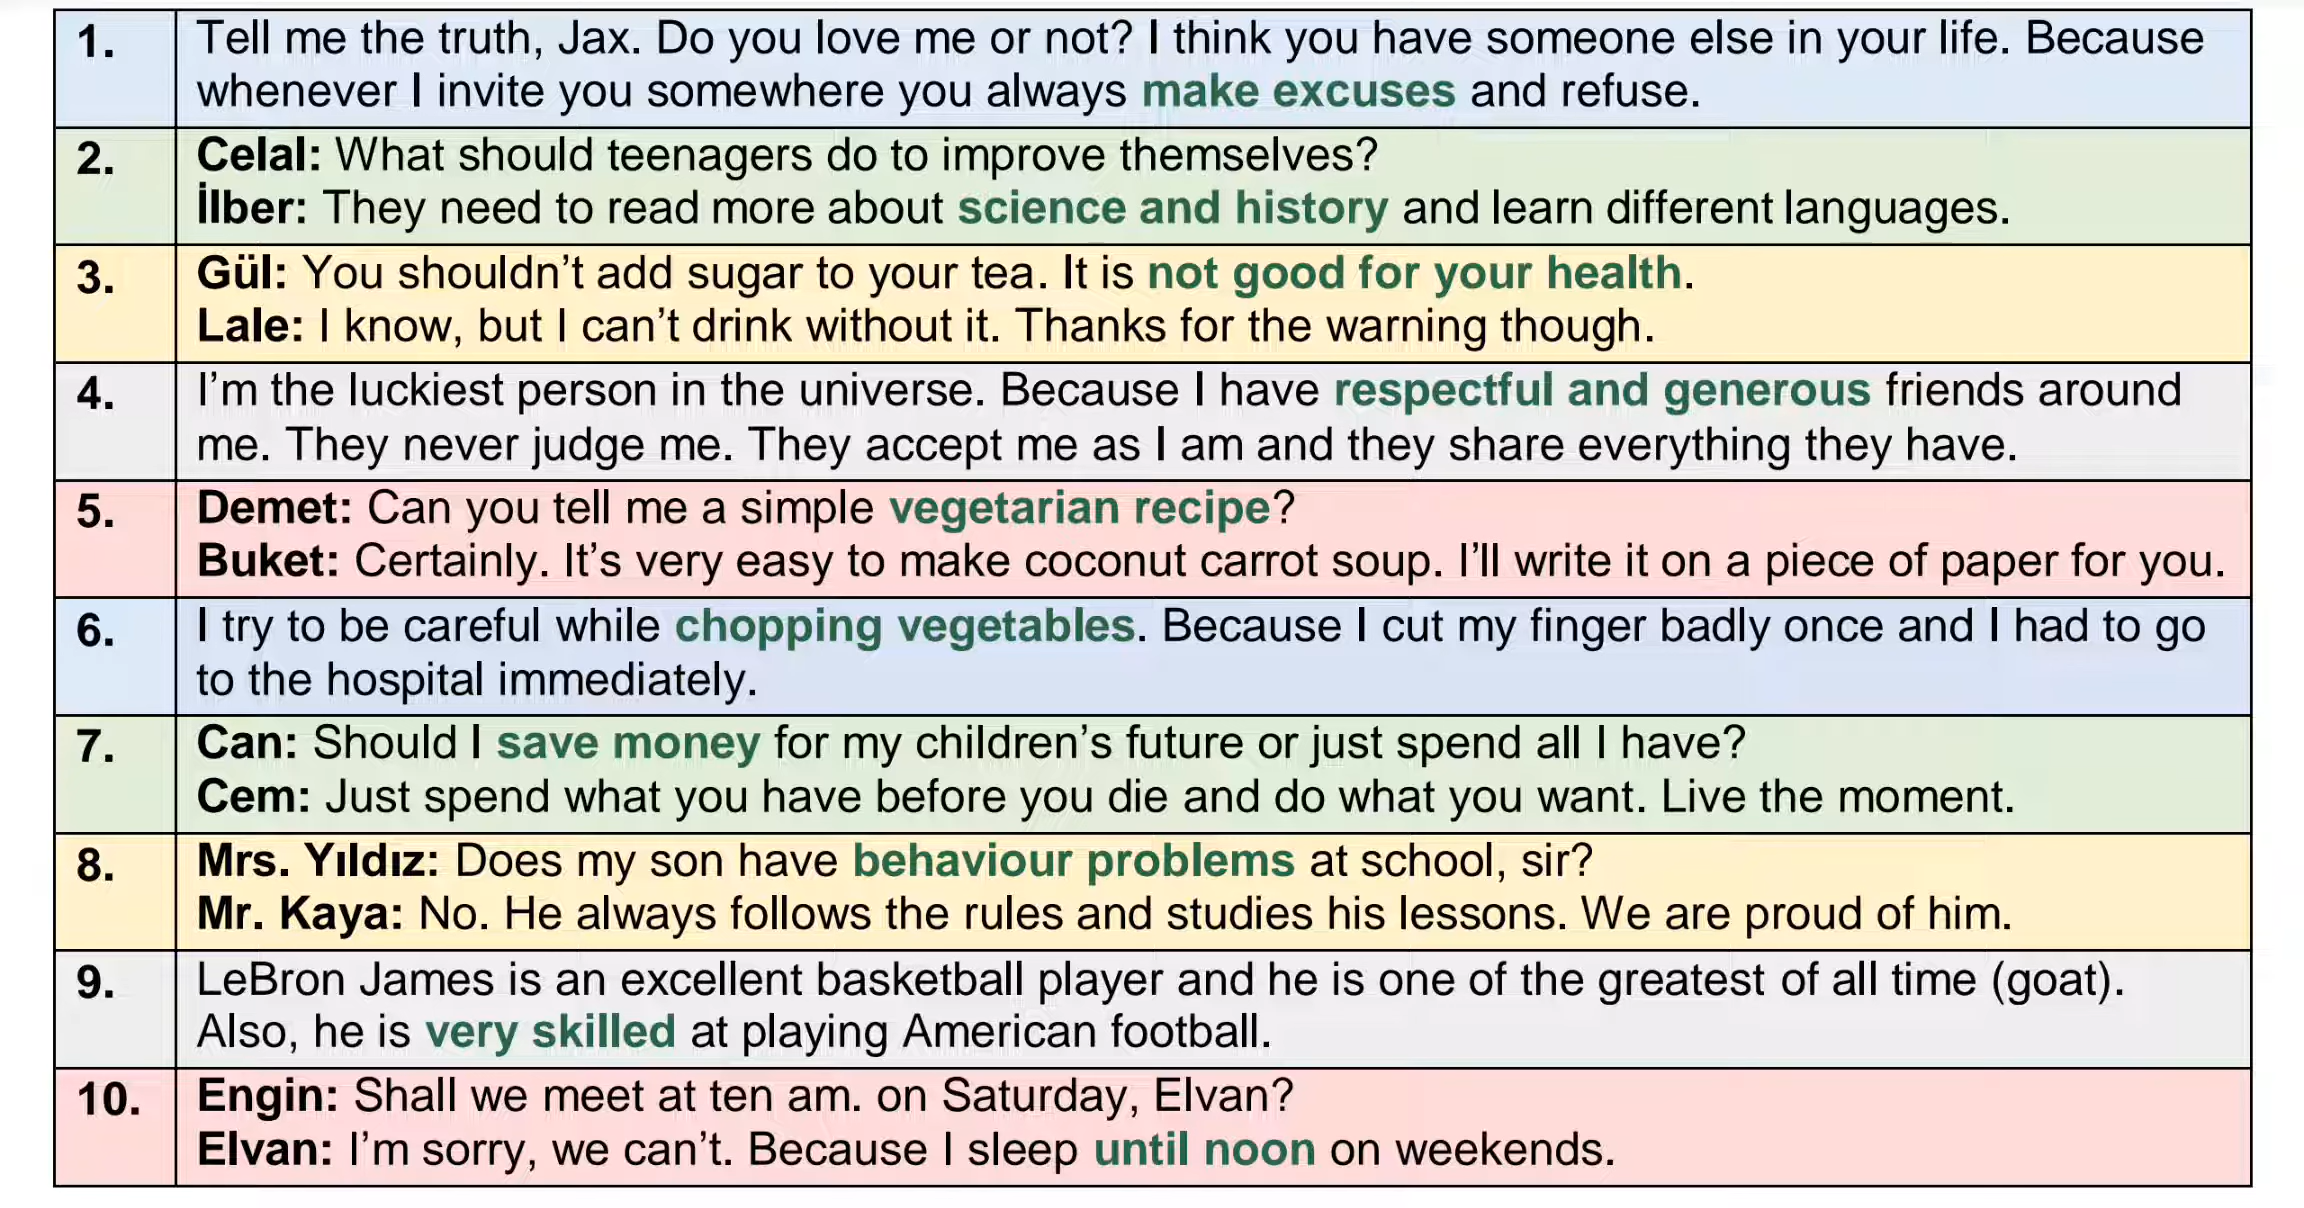 1. Tell me the truth, Jax. Do you love me or not? I think you have someone else in your life. Because
whenever I invite you somewhere you always make excuses and refuse.
2. Celal: What should teenagers do to improve themselves?
İlber: They need to read more about science and history and learn different languages.
3. Gül: You shouldn’t add sugar to your tea. It is not good for your health.
Lale: I know, but I can’t drink without it. Thanks for the warning though.
4. I’m the luckiest person in the universe. Because I have respectful and generous friends around
me. They never judge me. They accept me as I am and they share everything they have.
5. Demet: Can you tell me a simple vegetarian recipe?
Buket: Certainly. It’s very easy to make coconut carrot soup. I’ll write it on a piece of paper for you.
6. I try to be careful while chopping vegetables. Because I cut my finger badly once and I had to go
to the hospital immediately.
7. Can: Should I save money for my children’s future or just spend all I have?
Cem: Just spend what you have before you die and do what you want. Live the moment.
8. Mrs. Yıldız: Does my son have behaviour problems at school, sir?
Mr. Kaya: No. He always follows the rules and studies his lessons. We are proud of him.
9. LeBron James is an excellent basketball player and he is one of the greatest of all time (goat).
Also, he is very skilled at playing American football.
10. Engin: Shall we meet at ten am. on Saturday, Elvan?
Elvan: I’m sorry, we can’t. Because I sleep until noon on weekends.